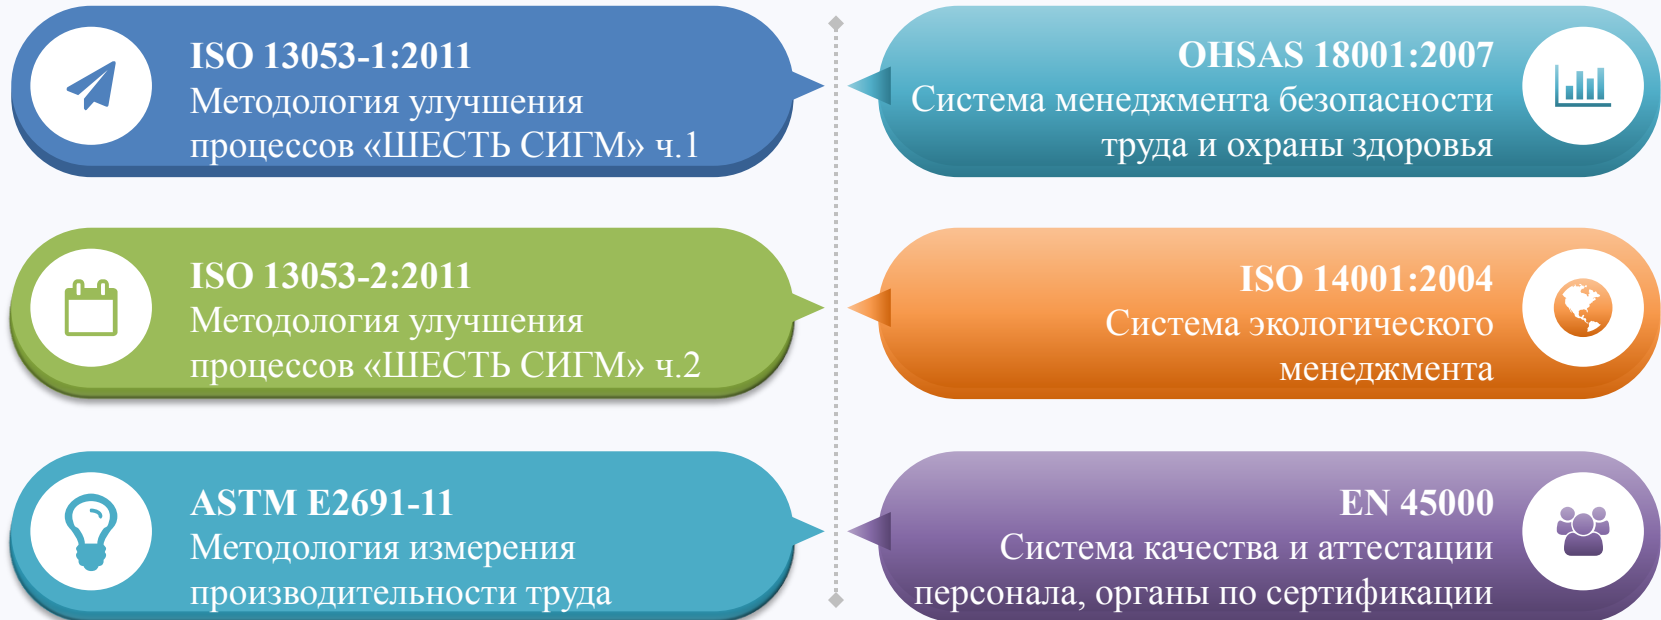 ISO 13053-1:2011
Методология улучшения
процессов «ШЕСТЬ СИГМ» ч.1
ISO 13053-2:2011
Методология улучшения
процессов «ШЕСТЬ СИГМ» ч.2
ASTM E2691-11
Методология измерения
производительности труда
OHSAS 18001:2007
Система менеджмента безопасности
труда и охраны здоровья
ISO 14001:2004
Система экологического
менеджмента
EN 45000
Система качества и аттестации
персонала, органы по сертификации